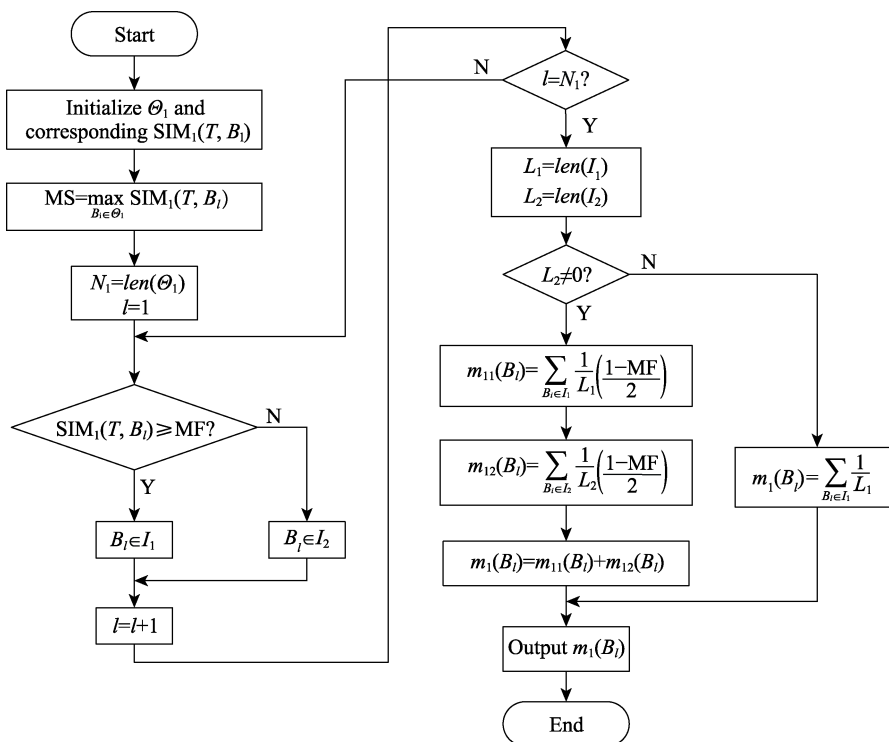 Start
Initialize Θ₁ and
corresponding SIM₁(T, Bₗ)
MS=max SIM₁(T, Bₗ)
Bₗ∈Θ₁
N₁=len(Θ₁)
l=1
SIM₁(T, Bₗ)⩾MF?
N
Y
Bₗ∈I₁
Bₗ∈I₂
l=l+1
N
l=N₁?
Y
L₁=len(I₁)
L₂=len(I₂)
L₂≠0?
N
Y
m₁₁(Bₗ)=∑_{Bₗ∈I₁} 1/L₁ ((1−MF)/2)
m₁₂(Bₗ)=∑_{Bₗ∈I₂} 1/L₂ ((1−MF)/2)
m₁(Bₗ)=∑_{Bₗ∈I₁} 1/L₁
m₁(Bₗ)=m₁₁(Bₗ)+m₁₂(Bₗ)
Output m₁(Bₗ)
End